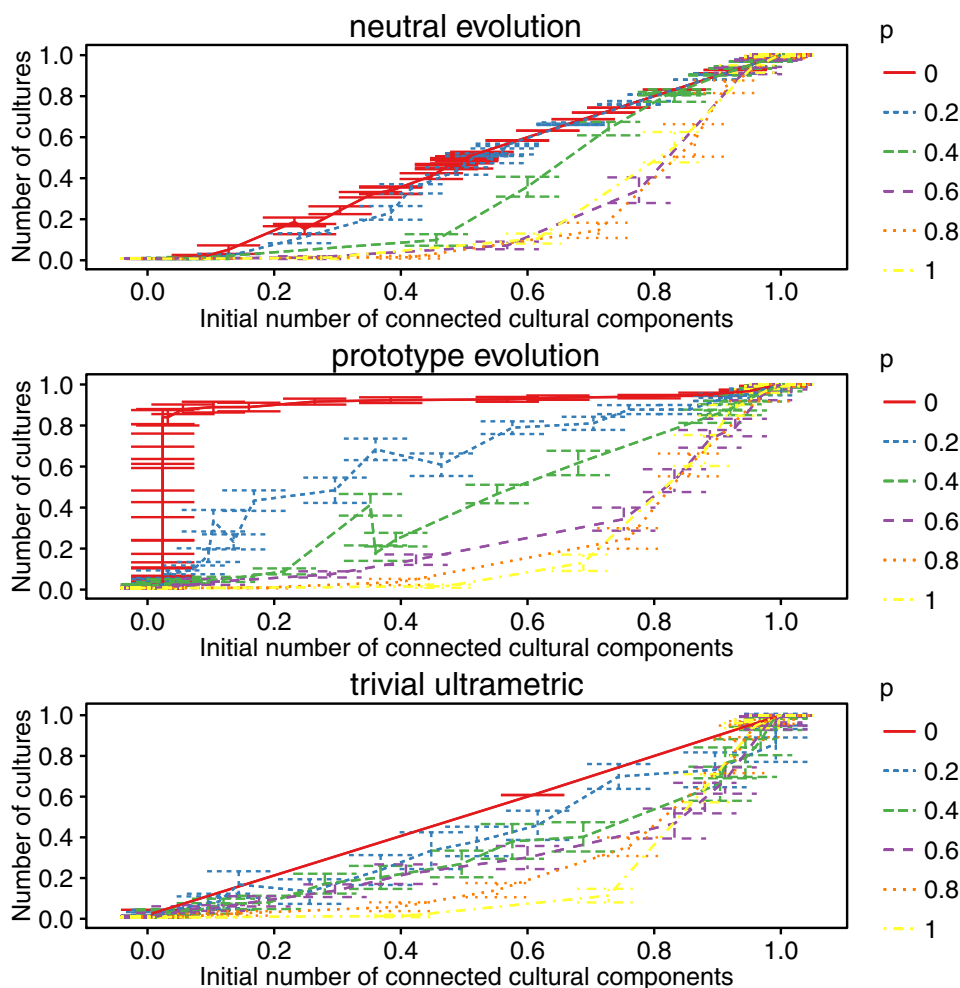 neutral evolution
Number of cultures
1.0
0.8
0.6
0.4
0.2
0.0
0.0 0.2 0.4 0.6 0.8 1.0
Initial number of connected cultural components
p
0
0.2
0.4
0.6
0.8
1
prototype evolution
Number of cultures
1.0
0.8
0.6
0.4
0.2
0.0
0.0 0.2 0.4 0.6 0.8 1.0
Initial number of connected cultural components
p
0
0.2
0.4
0.6
0.8
1
trivial ultrametric
Number of cultures
1.0
0.8
0.6
0.4
0.2
0.0
0.0 0.2 0.4 0.6 0.8 1.0
Initial number of connected cultural components
p
0
0.2
0.4
0.6
0.8
1